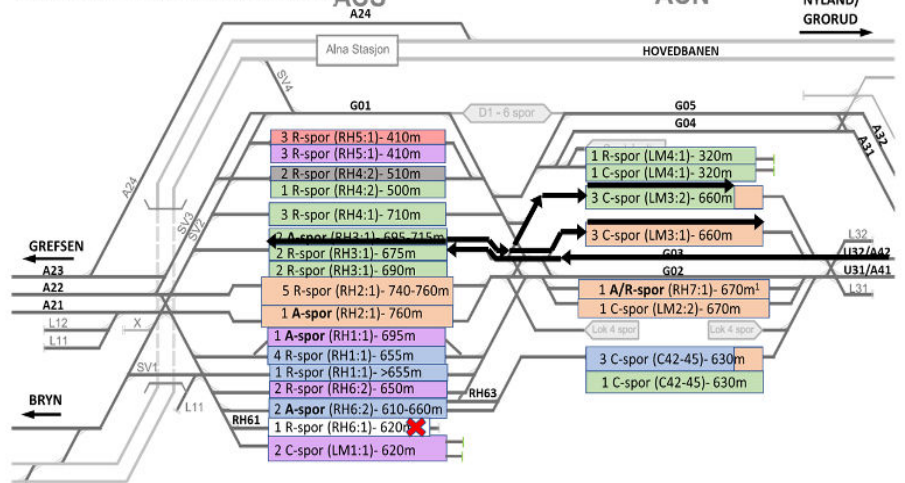 A24
NYLAND/
GRORUD
Alna Stasjon
HOVEDBANEN
SV4
G01
D1 - 6 spor
G05
G04
A32
A31
3 R-spor (RH5:1)- 410m
3 R-spor (RH5:1)- 410m
2 R-spor (RH4:2)- 510m
1 R-spor (RH4:2)- 500m
3 R-spor (RH4:1)- 710m
2 A-spor (RH3:1)- 695-715m
2 R-spor (RH3:1)- 675m
2 R-spor (RH3:1)- 690m
5 R-spor (RH2:1)- 740-760m
1 A-spor (RH2:1)- 760m
1 A-spor (RH1:1)- 695m
4 R-spor (RH1:1)- 655m
1 R-spor (RH1:1)- >655m
2 R-spor (RH6:2)- 650m
2 A-spor (RH6:2)- 610-660m
1 R-spor (RH6:1)- 620m
2 C-spor (LM1:1)- 620m
1 R-spor (LM4:1)- 320m
1 C-spor (LM4:1)- 320m
3 C-spor (LM3:2)- 660m
3 C-spor (LM3:1)- 660m
G03
G02
1 A/R-spor (RH7:1)- 670m¹
1 C-spor (LM2:2)- 670m
Lok 4 spor
Lok 4 spor
3 C-spor (C42-45)- 630m
1 C-spor (C42-45)- 630m
L32
U32/A42
U31/A41
L31
A24
SV3
SV2
GREFSEN
A23
A22
A21
L12
L11
X
SV1
L11
BRYN
RH61
RH63